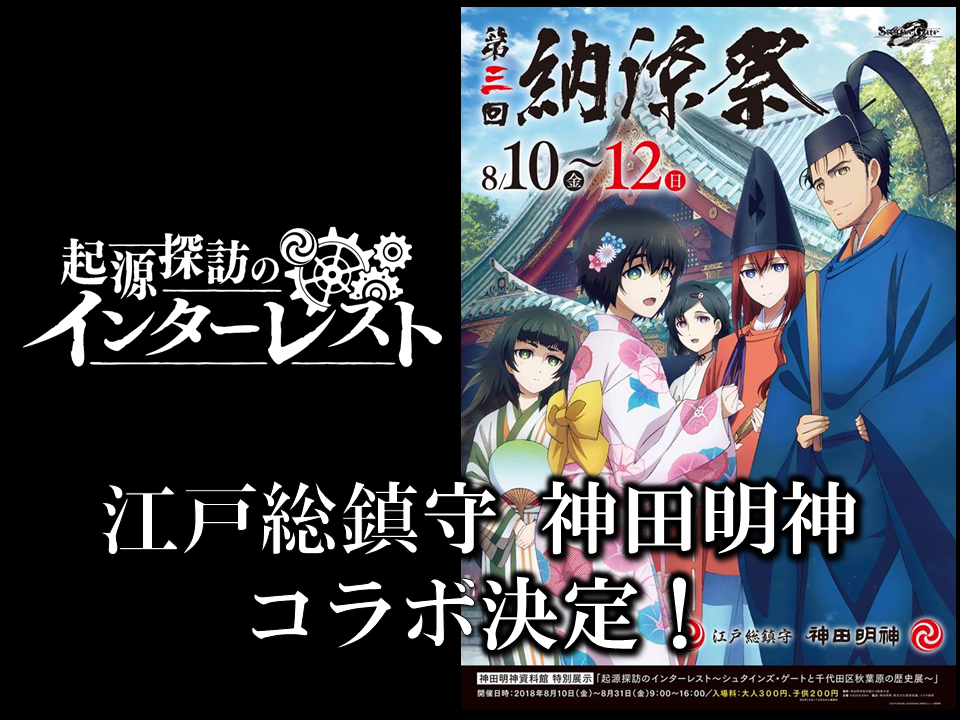 起源探訪の
インターレスト
第三回
納涼祭
8/10金～12日
江戸総鎮守 神田明神
コラボ決定！
江戸総鎮守 神田明神
神田明神資料館 特別展示 「起源探訪のインターレスト～シュタインズ・ゲートと千代田区秋葉原の歴史展～」
開催日時：2018年8月10日(金)～8月31日(金)9:00～16:00／入場料：大人300円、子供200円